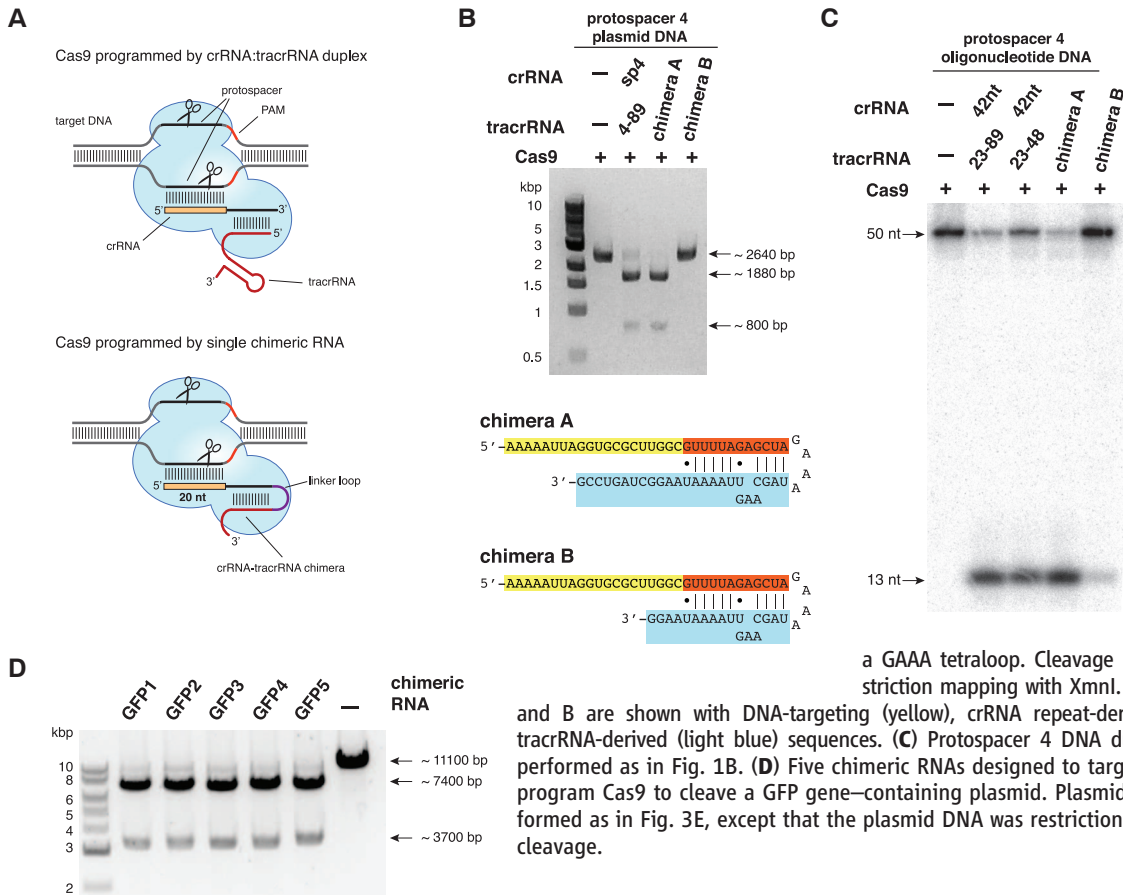 A
Cas9 programmed by crRNA:tracrRNA duplex
protospacer
PAM
target DNA
5’
3’
5’
crRNA
3’
tracrRNA
Cas9 programmed by single chimeric RNA
linker loop
5’
20 nt
3’
crRNA-tracrRNA chimera
B
protospacer 4
plasmid DNA
crRNA – sp4 chimera A chimera B
tracrRNA – 4-89
Cas9 + + + +
kbp
10
5
3
2
1.5
1
0.5
~ 2640 bp
~ 1880 bp
~ 800 bp
chimera A
5’-AAAAAUUAGGUGCGCUUGGCGUUUUAGAGCUA
G
A
A
A
3’-GCCUGAUCGGAAUAAAAUU CGAU
GAA
chimera B
5’-AAAAAUUAGGUGCGCUUGGCGUUUUAGAGCUA
G
A
A
A
3’-GGAAUAAAAUU CGAU
GAA
C
protospacer 4
oligonucleotide DNA
crRNA – 42nt 42nt chimera A chimera B
tracrRNA 23-89 23-48
Cas9 + + + + +
50 nt
13 nt
D
GFP1 GFP2 GFP3 GFP4 GFP5 –
chimeric
RNA
kbp
10
8
6
5
4
3
2
~ 11100 bp
~ 7400 bp
~ 3700 bp
a GAAA tetraloop. Cleavage
striction mapping with XmnI.
and B are shown with DNA-targeting (yellow), crRNA repeat-der
tracrRNA-derived (light blue) sequences. (C) Protospacer 4 DNA d
performed as in Fig. 1B. (D) Five chimeric RNAs designed to targ
program Cas9 to cleave a GFP gene–containing plasmid. Plasmid
formed as in Fig. 3E, except that the plasmid DNA was restriction
cleavage.